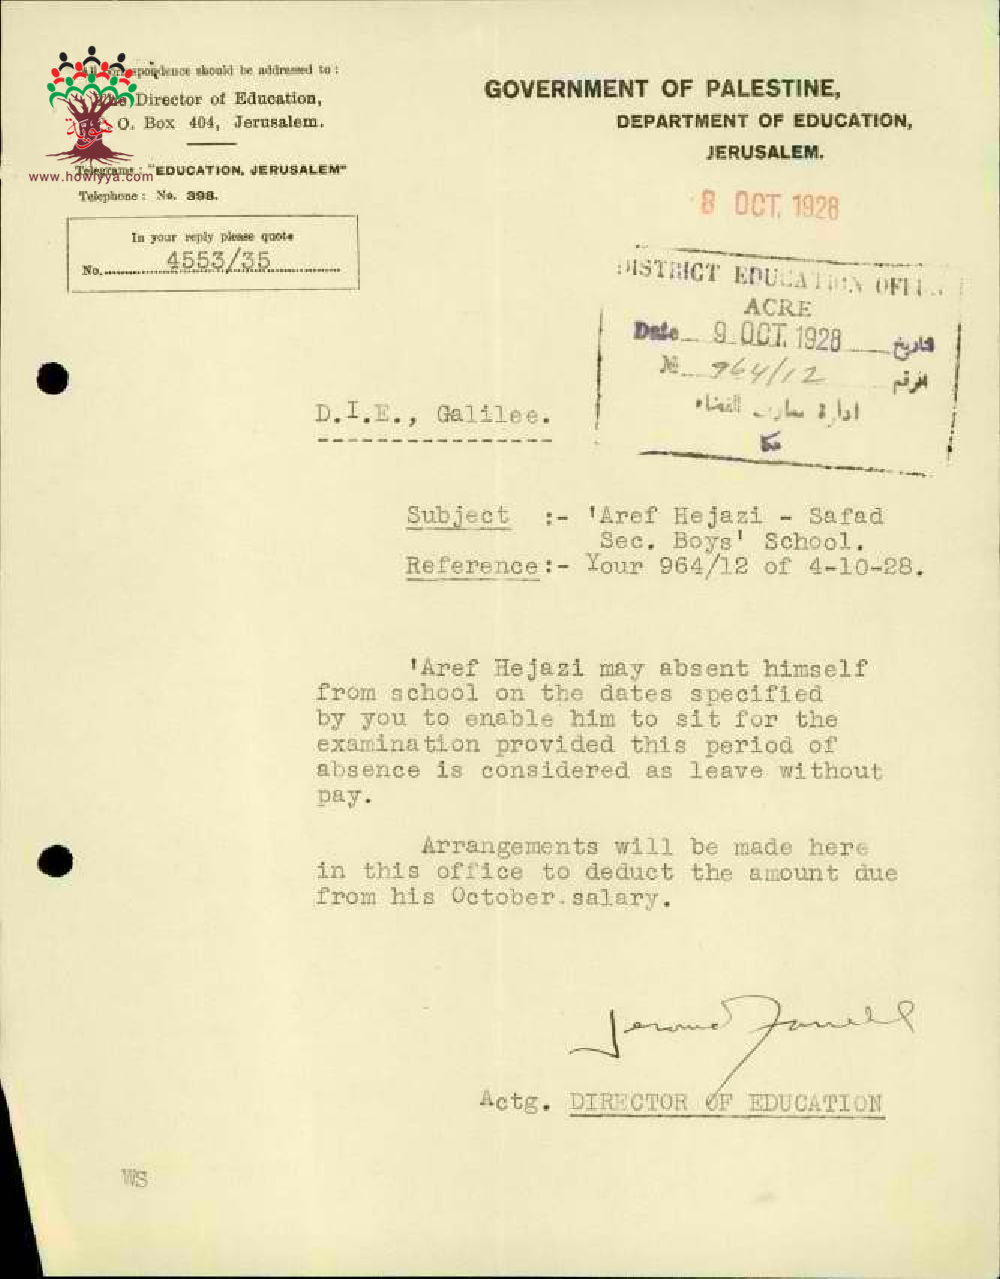 correspondence should be addressed to :
The Director of Education,
O. Box 404, Jerusalem.
Telegrams : "EDUCATION, JERUSALEM"
www.howiyya.com
Telephone : No. 398.
In your reply please quote
No. 4553/35
GOVERNMENT OF PALESTINE,
DEPARTMENT OF EDUCATION,
JERUSALEM.
8 OCT. 1928
DISTRICT EDUCATION
ACRE
Date 9 OCT. 1928 تاريخ
No 964/12 الرقم
ادارة معارف القضاء
عكا
D.I.E., Galilee.
Subject :- 'Aref Hejazi - Safad
Sec. Boys' School.
Reference:- Your 964/12 of 4-10-28.
'Aref Hejazi may absent himself
from school on the dates specified
by you to enable him to sit for the
examination provided this period of
absence is considered as leave without
pay.
Arrangements will be made here
in this office to deduct the amount due
from his October.salary.
Jerome Farrell
Actg. DIRECTOR OF EDUCATION
WS